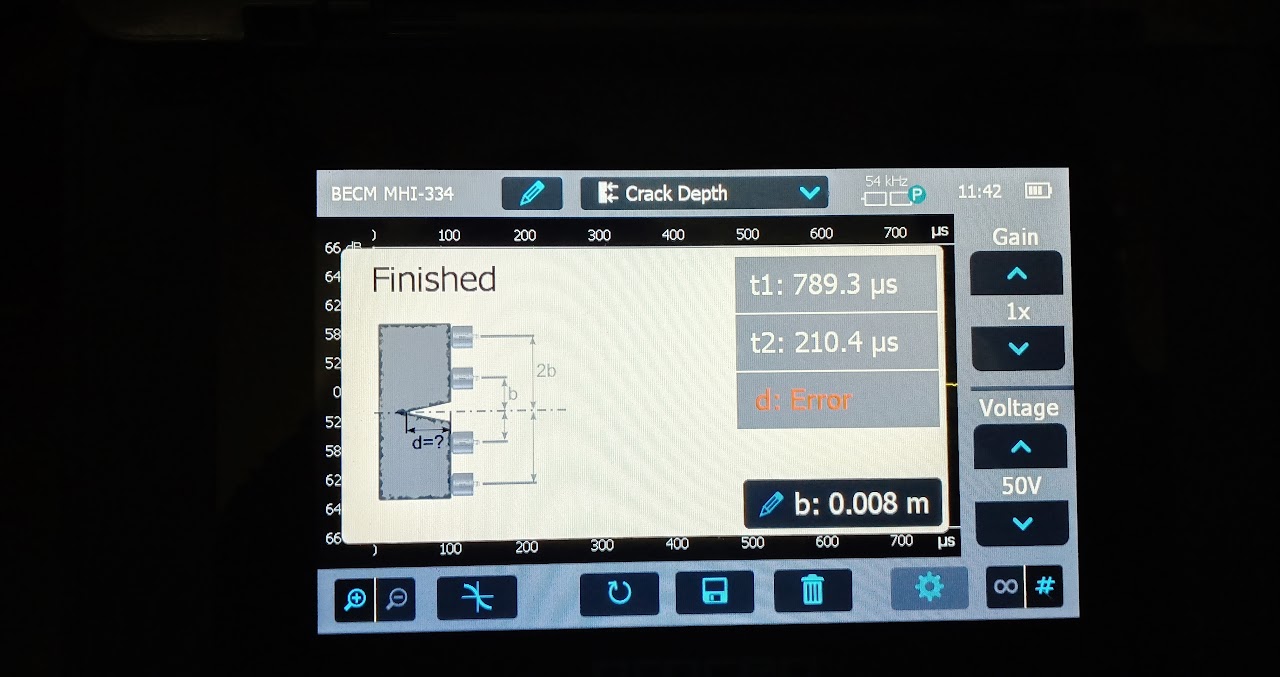 BECM MHI-334
Crack Depth
54 kHz
P
11:42
100 200 300 400 500 600 700 µs
66 dB
64
62
58
52
0
52
58
62
64
66
Finished
2b
b
d=?
t1: 789.3 µs
t2: 210.4 µs
d: Error
b: 0.008 m
100 200 300 400 500 600 700 µs
Gain
1x
Voltage
50V
∞ #